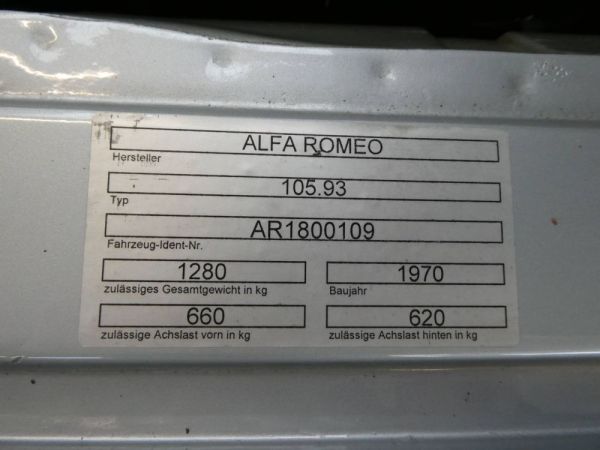 ALFA ROMEO
Hersteller
105.93
Typ
AR1800109
Fahrzeug-Ident-Nr.
1280 1970
zulässiges Gesamtgewicht in kg Baujahr
660 620
zulässige Achslast vorn in kg zulässige Achslast hinten in kg